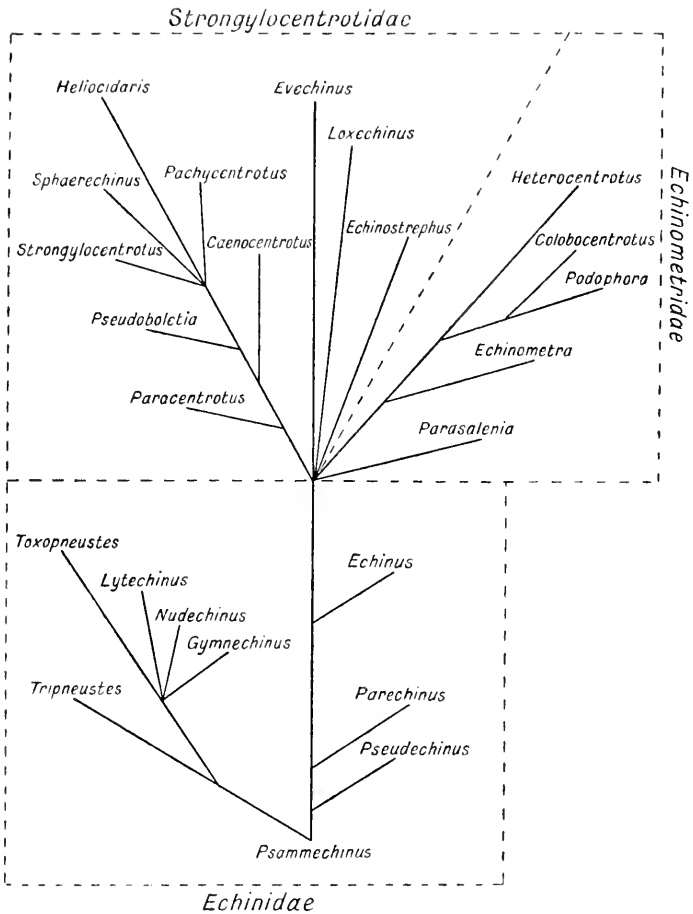 Strongylocentrotidae
Heliocidaris
Evechinus
Loxechinus
Sphaerechinus
Pachycentrotus
Heterocentrotus
Strongylocentrotus
Caenocentrotus
Echinostrephus
Colobocentrotus
Podophora
Echinometridae
Pseudoboletia
Echinometra
Paracentrotus
Parasalenia
Toxopneustes
Lytechinus
Echinus
Nudechinus
Gymnechinus
Tripneustes
Parechinus
Pseudechinus
Psammechinus
Echinidae